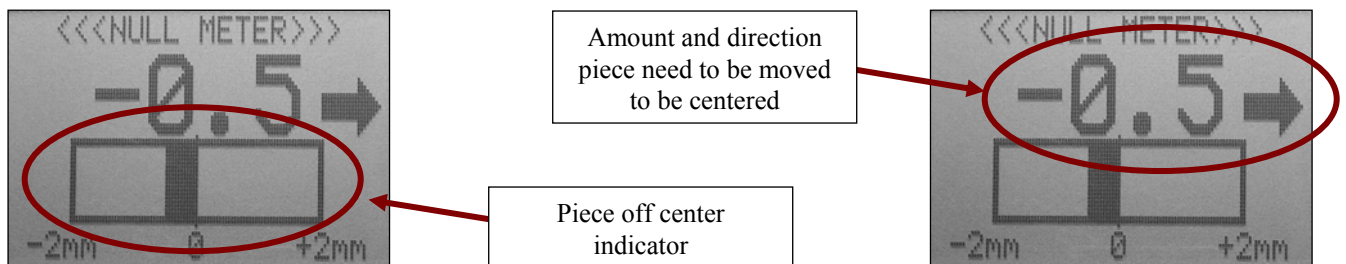 <<<NULL METER>>>
-0.5
-2mm 0 +2mm
Amount and direction
piece need to be moved
to be centered
Piece off center
indicator
<<<NULL METER>>>
-0.5
-2mm 0 +2mm